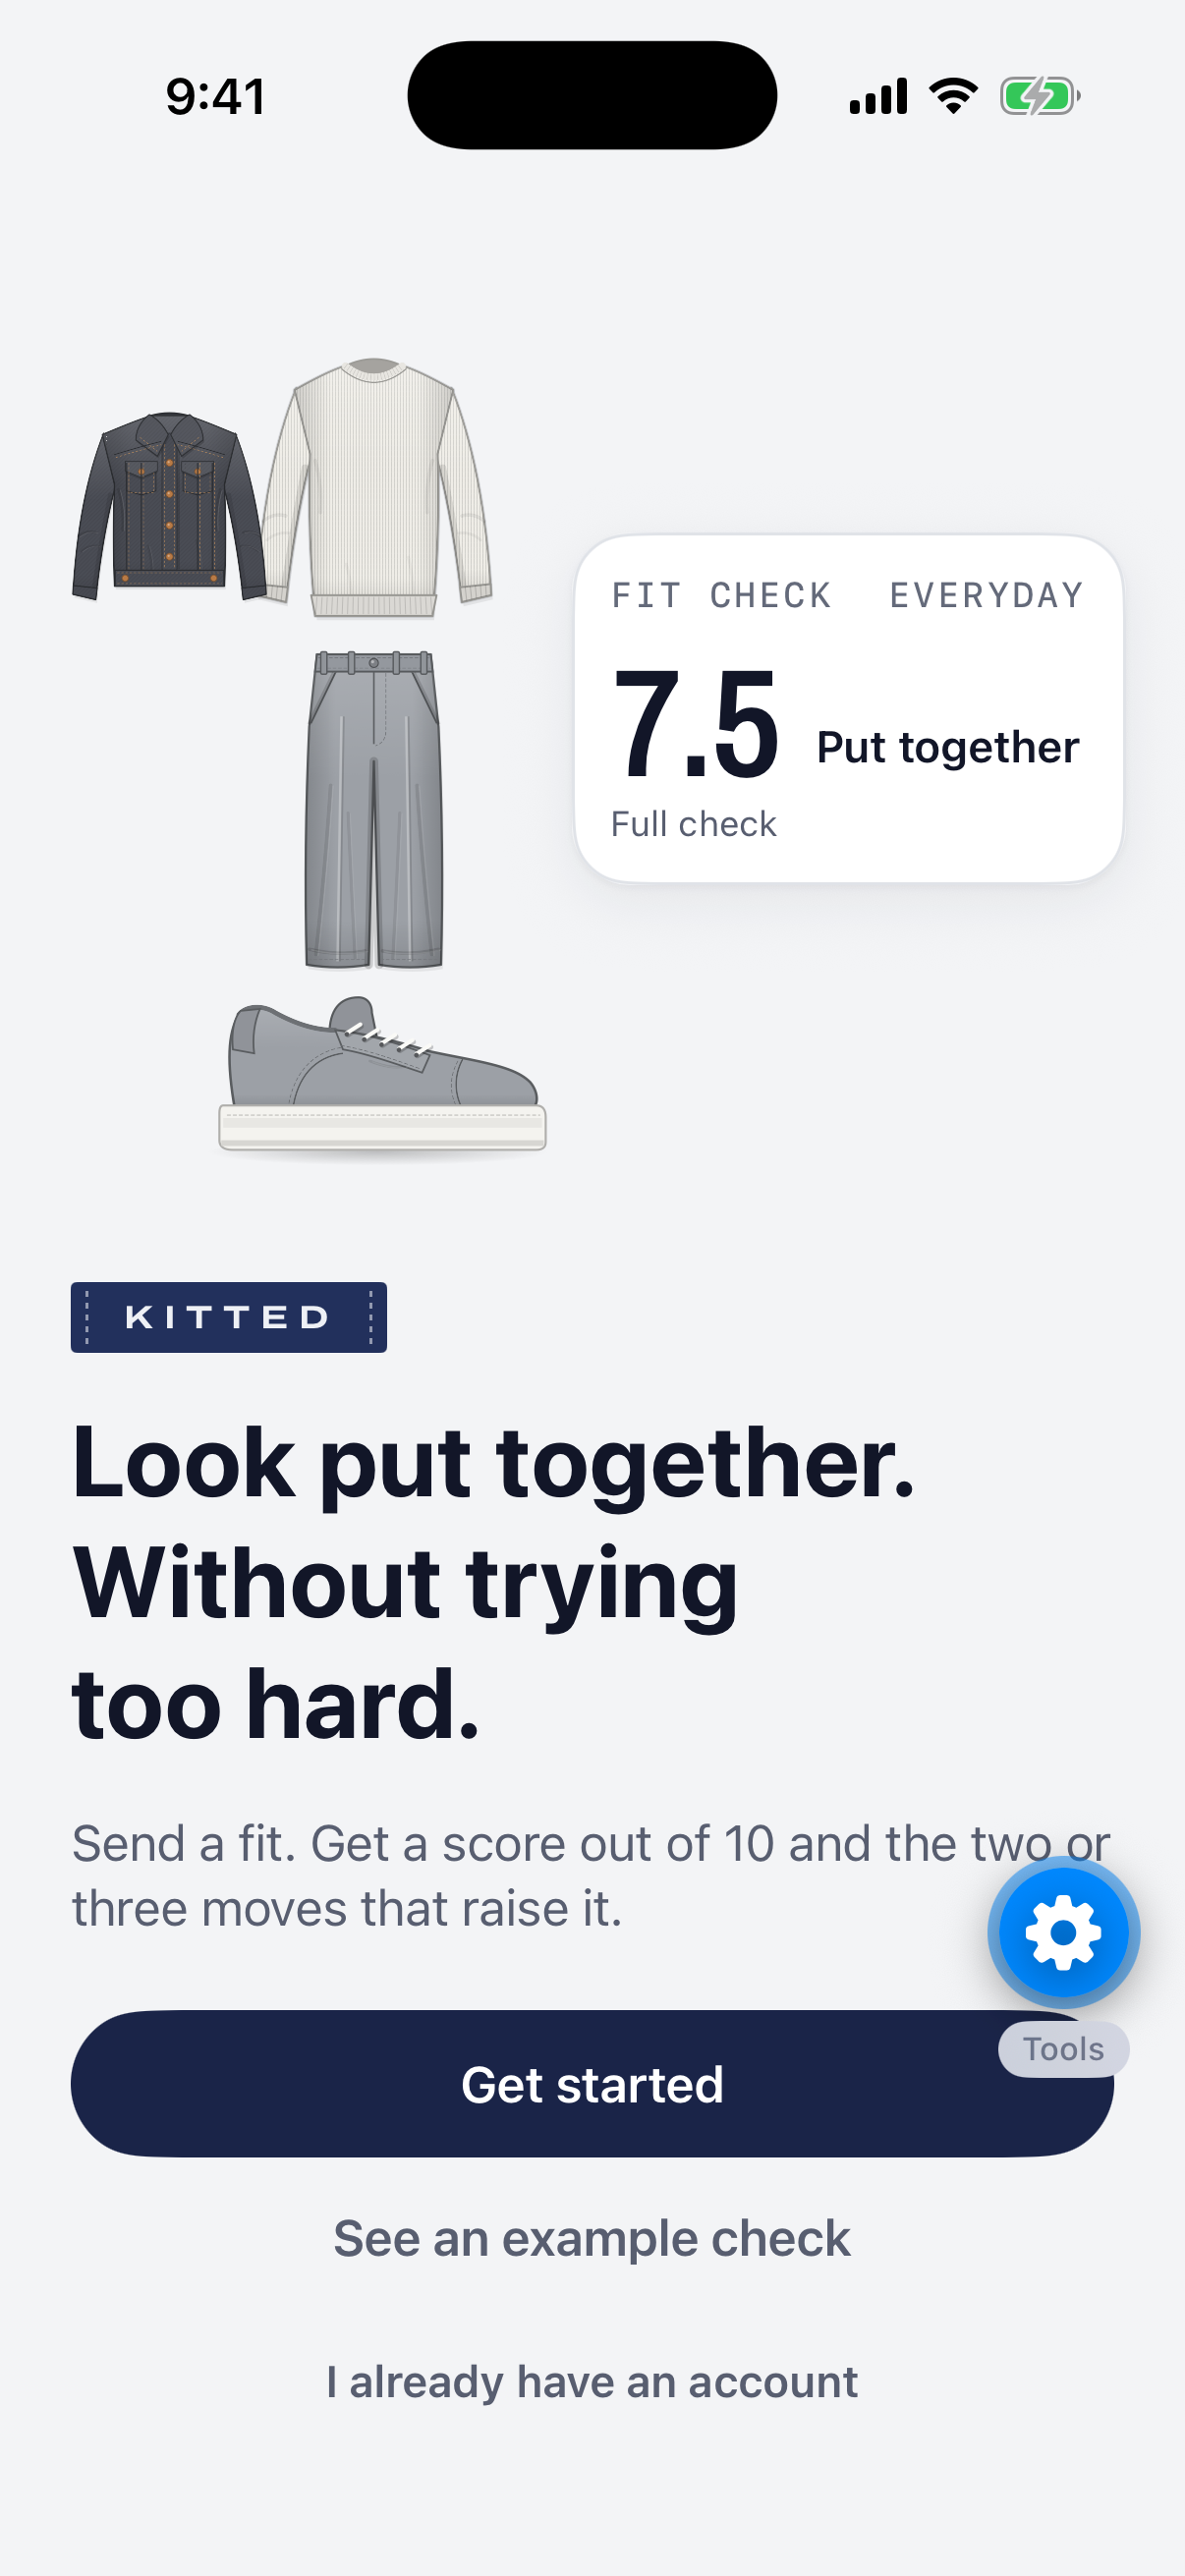 9:41
FIT CHECK EVERYDAY
7.5 Put together
Full check
KITTED
Look put together.
Without trying
too hard.
Send a fit. Get a score out of 10 and the two or
three moves that raise it.
Tools
Get started
See an example check
I already have an account